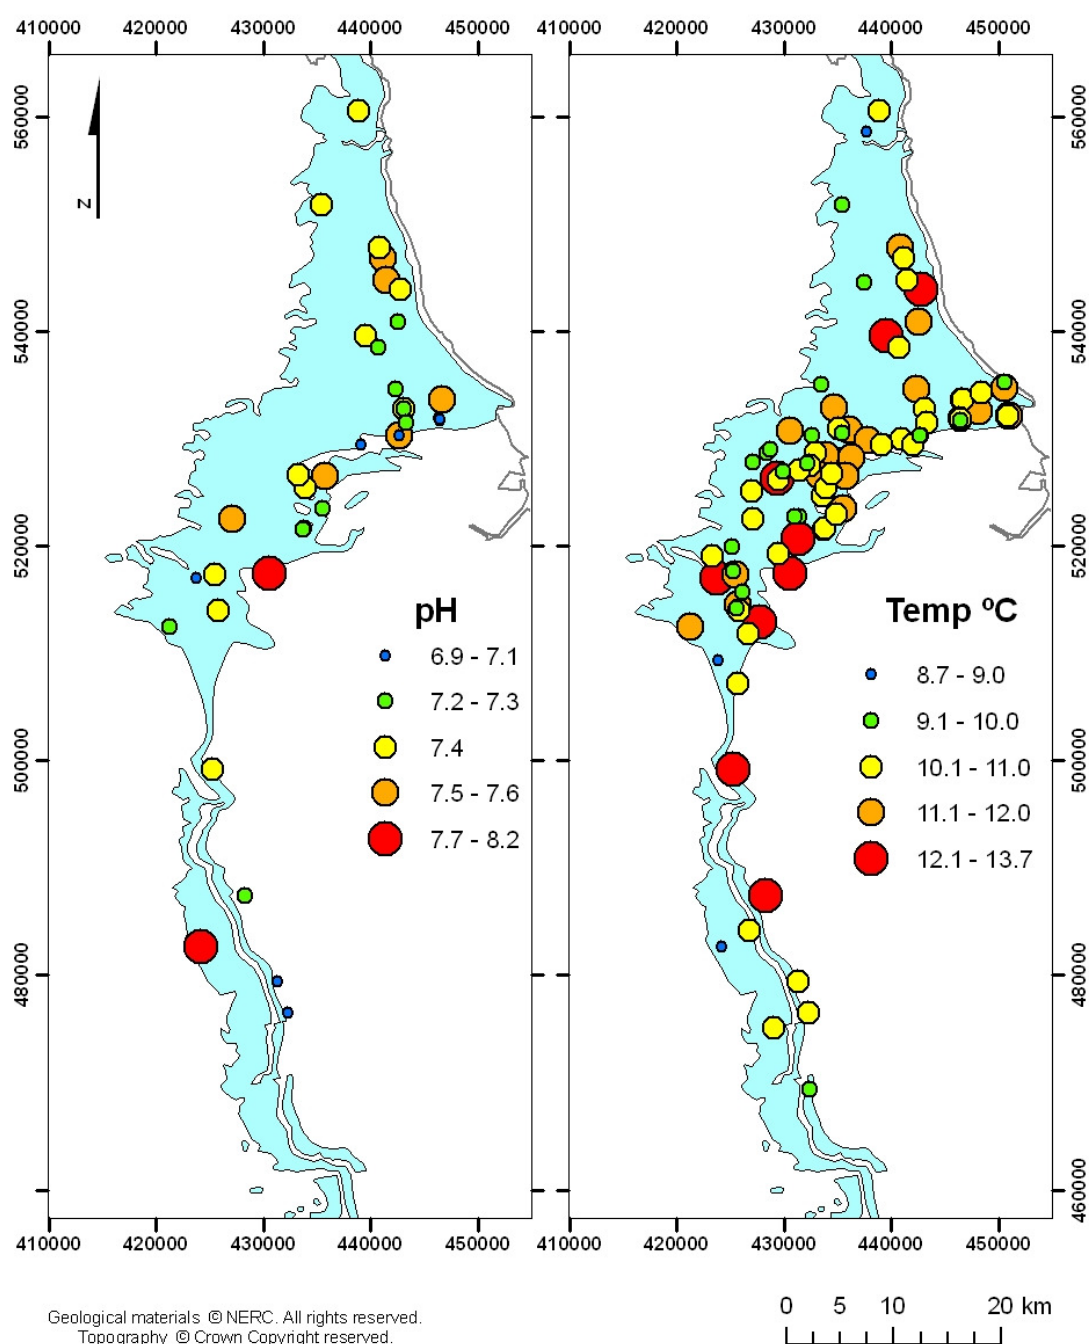 410000 420000 430000 440000 450000
410000 420000 430000 440000 450000
560000
540000
520000
500000
480000
N
pH
6.9 - 7.1
7.2 - 7.3
7.4
7.5 - 7.6
7.7 - 8.2
Temp ºC
8.7 - 9.0
9.1 - 10.0
10.1 - 11.0
11.1 - 12.0
12.1 - 13.7
560000
540000
520000
500000
480000
460000
410000 420000 430000 440000 450000
410000 420000 430000 440000 450000
Geological materials © NERC. All rights reserved.
Topography © Crown Copyright reserved.
0 5 10 20 km